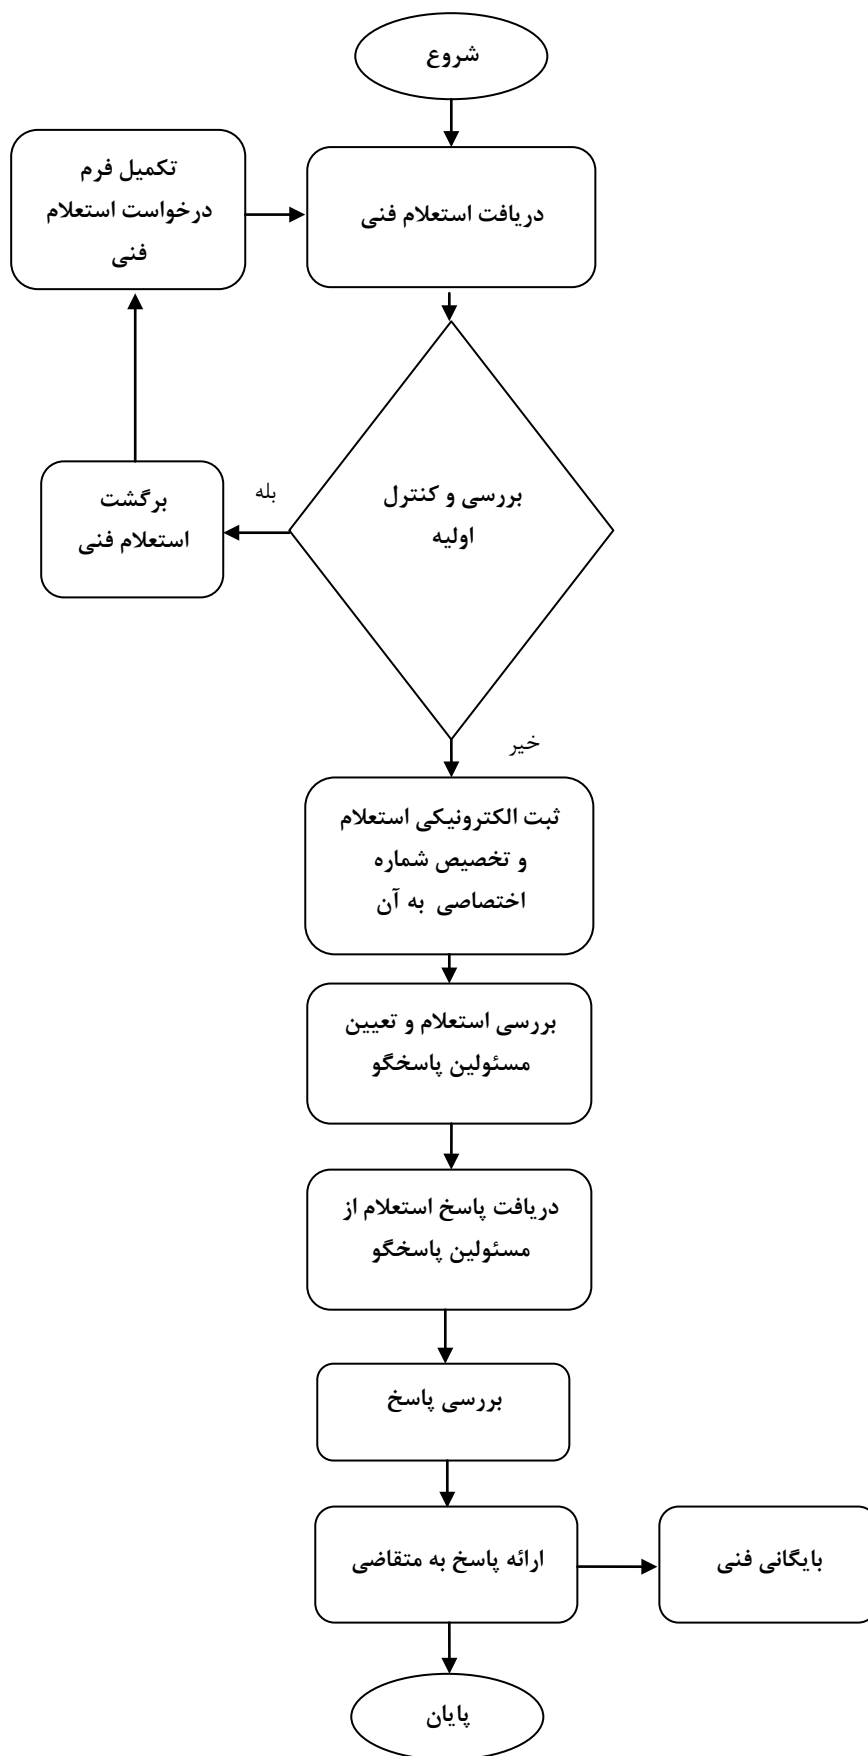 شروع
تکمیل فرم
درخواست استعلام
فنی
دریافت استعلام فنی
بررسی و کنترل
اولیه
بله
برگشت
استعلام فنی
خیر
ثبت الکترونیکی استعلام
و تخصیص شماره
اختصاصی به آن
بررسی استعلام و تعیین
مسئولین پاسخگو
دریافت پاسخ استعلام از
مسئولین پاسخگو
بررسی پاسخ
ارائه پاسخ به متقاضی
بایگانی فنی
پایان